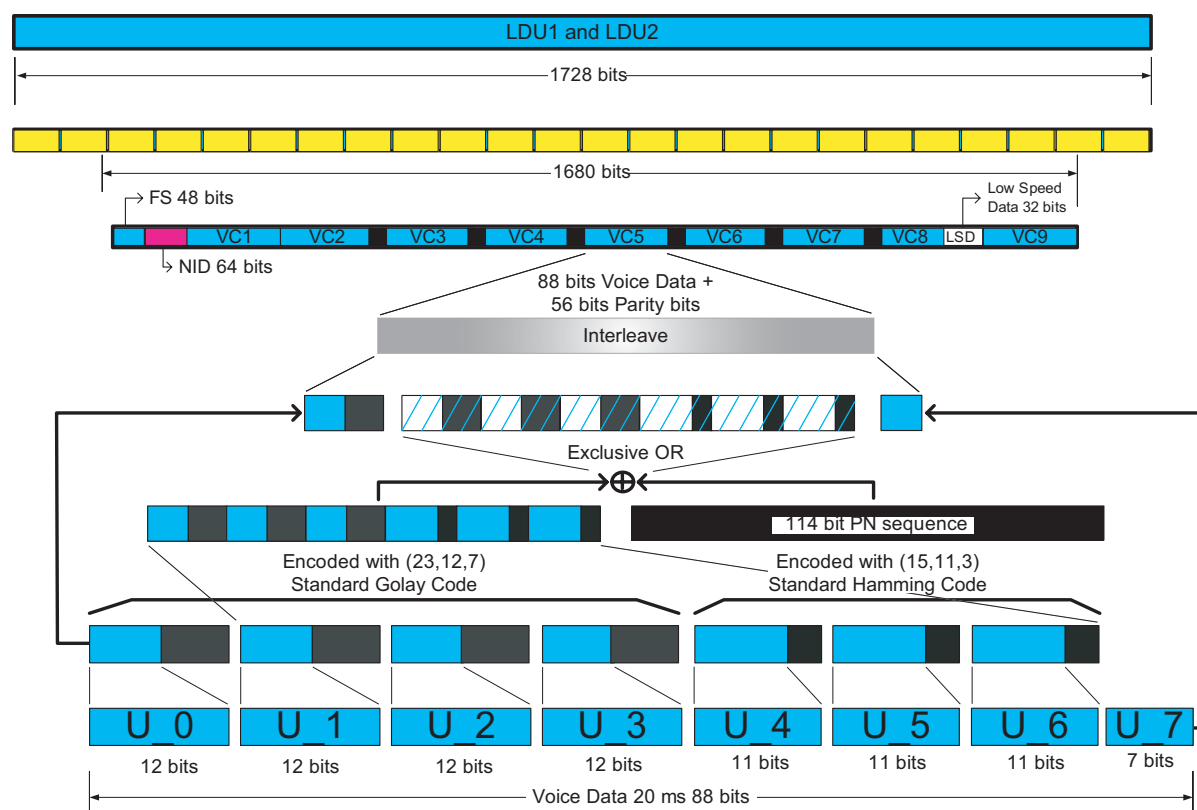 LDU1 and LDU2
1728 bits
1680 bits
FS 48 bits
Low Speed
Data 32 bits
VC1 VC2 VC3 VC4 VC5 VC6 VC7 VC8 LSD VC9
NID 64 bits
88 bits Voice Data +
56 bits Parity bits
Interleave
Exclusive OR
114 bit PN sequence
Encoded with (23,12,7)
Standard Golay Code
Encoded with (15,11,3)
Standard Hamming Code
U_0 U_1 U_2 U_3 U_4 U_5 U_6 U_7
12 bits 12 bits 12 bits 12 bits 11 bits 11 bits 11 bits 7 bits
Voice Data 20 ms 88 bits